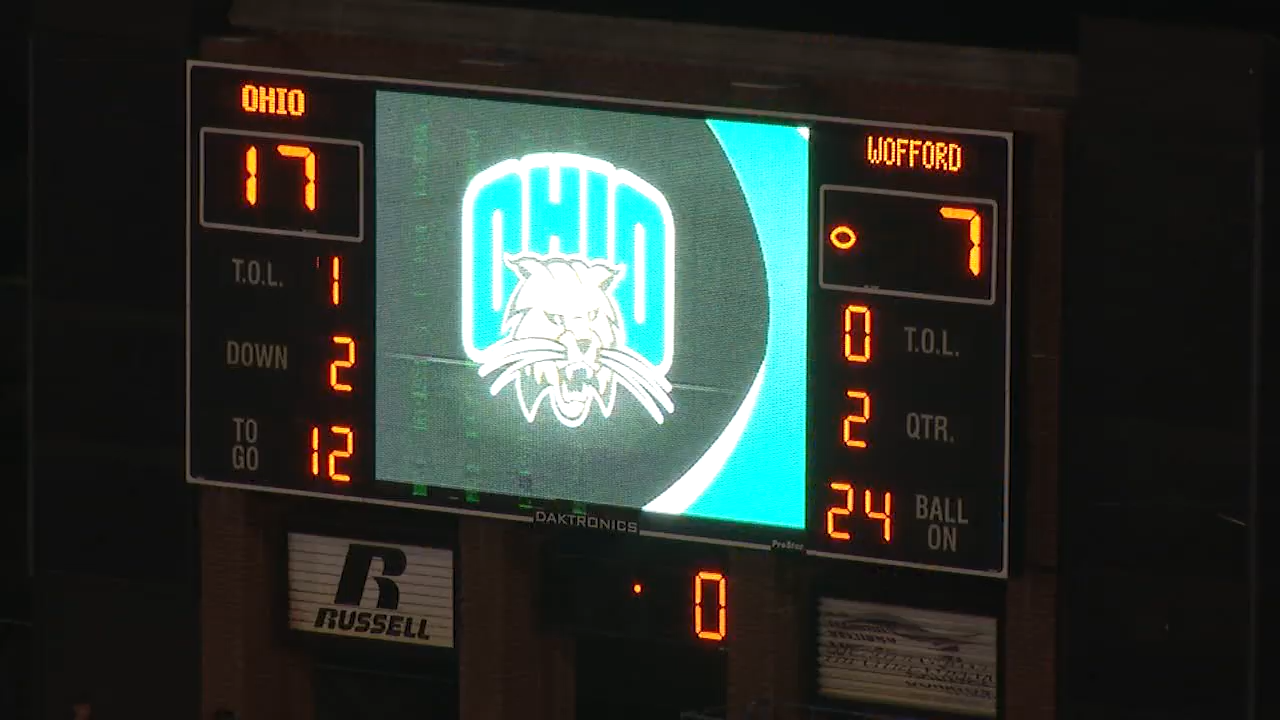 OHIO
17
T.O.L. 1
DOWN 2
TO GO 12
OHIO
WOFFORD
7
0 T.O.L.
2 QTR.
24 BALL ON
DAKTRONICS
ProStar
R
RUSSELL
0